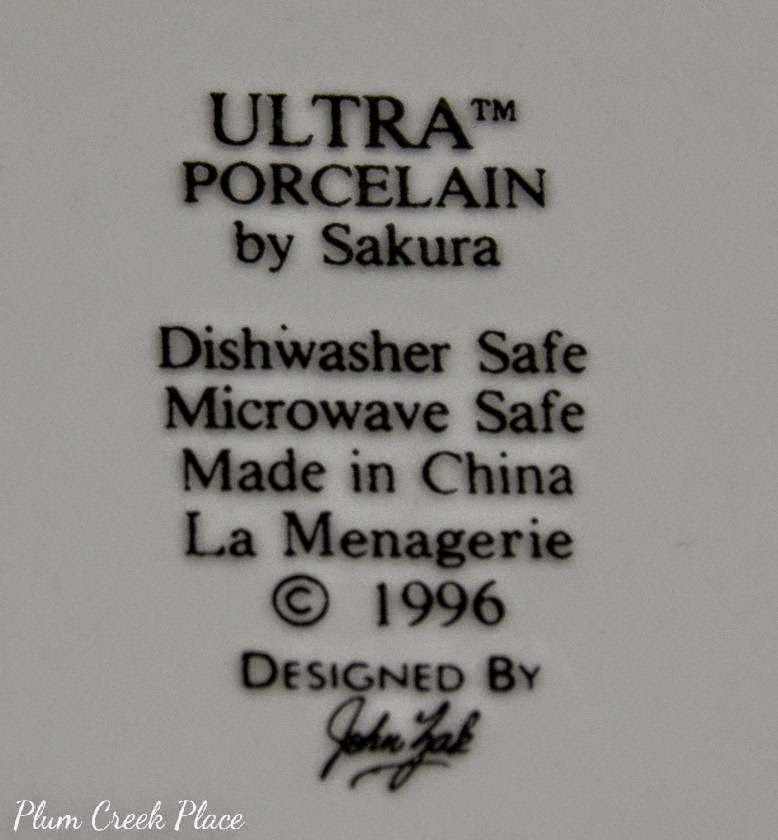 ULTRA™
PORCELAIN
by Sakura
Dishwasher Safe
Microwave Safe
Made in China
La Menagerie
© 1996
DESIGNED BY
John Zak
Plum Creek Place